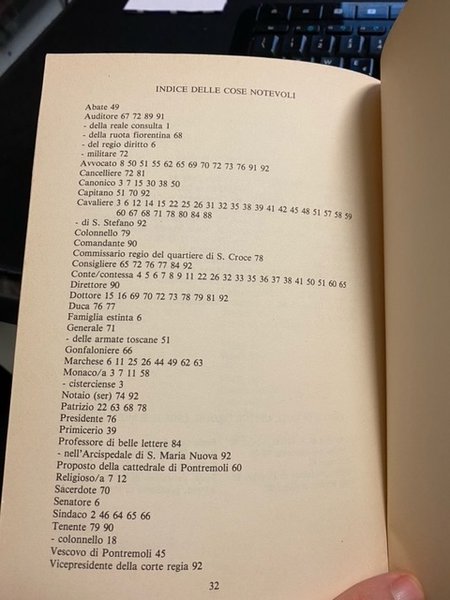 INDICE DELLE COSE NOTEVOLI
Abate 49
Auditore 67 72 89 91
- della reale consulta 1
- della ruota fiorentina 68
- del regio diritto 6
- militare 72
Avvocato 8 50 51 55 62 65 69 70 72 73 76 91 92
Cancelliere 72 81
Canonico 3 7 15 30 38 50
Capitano 51 70 92
Cavaliere 3 6 12 14 15 22 25 26 31 32 35 38 39 41 42 45 48 51 57 58 59
60 67 68 71 78 80 84 88
- di S. Stefano 92
Colonnello 79
Comandante 90
Commissario regio del quartiere di S. Croce 78
Consigliere 65 72 76 77 84 92
Conte/contessa 4 5 6 7 8 9 11 22 26 32 33 35 36 37 38 41 50 51 60 65
Direttore 90
Dottore 15 16 69 70 72 73 78 79 81 92
Duca 76 77
Famiglia estinta 6
Generale 71
- delle armate toscane 51
Gonfaloniere 66
Marchese 6 11 25 26 44 49 62 63
Monaco/a 3 7 11 58
- cisterciense 3
Notaio (ser) 74 92
Patrizio 22 63 68 78
Presidente 76
Primicerio 39
Professore di belle lettere 84
- nell'Arcispedale di S. Maria Nuova 92
Proposto della cattedrale di Pontremoli 60
Religioso/a 7 12
Sacerdote 70
Senatore 6
Sindaco 2 46 64 65 66
Tenente 79 90
- colonnello 18
Vescovo di Pontremoli 45
Vicepresidente della corte regia 92
32